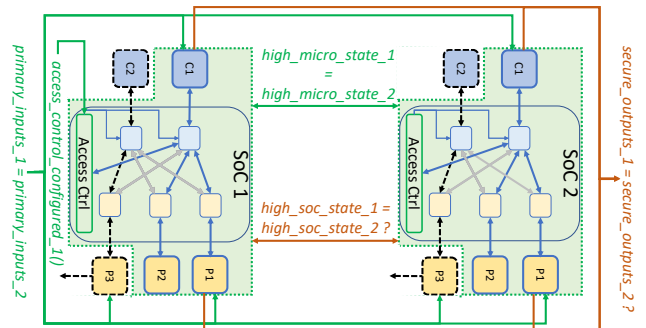 primary_inputs_1 = primary_inputs_2
access_control_configured_1()
C2
C1
Access Ctrl
SoC 1
P3
P2
P1
high_micro_state_1
=
high_micro_state_2
high_soc_state_1 =
high_soc_state_2 ?
C2
C1
Access Ctrl
SoC 2
P3
P2
P1
secure_outputs_1 = secure_outputs_2 ?